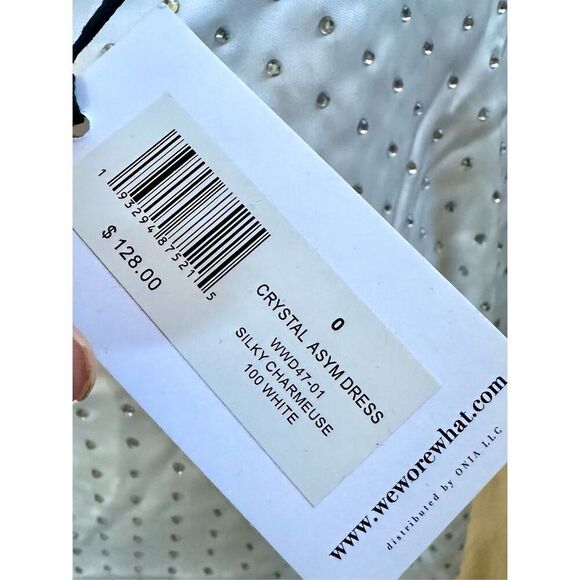 1 93294 87521 5
$ 128.00
0
CRYSTAL ASYM DRESS
WWD47-01
SILKY CHARMEUSE
100 WHITE
www.weworewhat.com
distributed by ONIA LLC